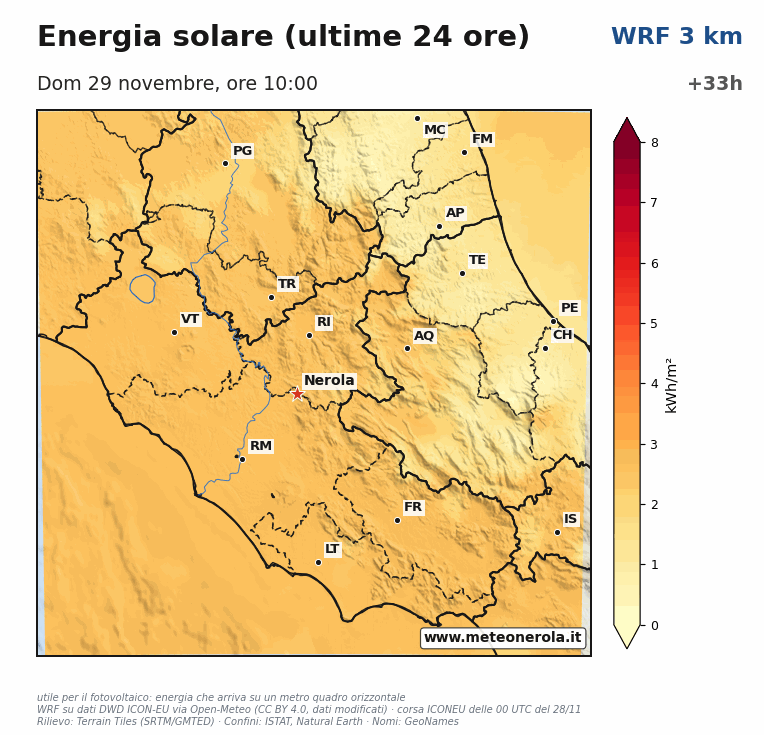 Energia solare (ultime 24 ore)
WRF 3 km
Dom 29 novembre, ore 10:00
+33h
MC
FM
PG
AP
TE
TR
PE
VT
RI
AQ
CH
Nerola
RM
FR
IS
LT
www.meteonerola.it
8
7
6
5
4
3
2
1
0
kWh/m²
utile per il fotovoltaico: energia che arriva su un metro quadro orizzontale
WRF su dati DWD ICON-EU via Open-Meteo (CC BY 4.0, dati modificati) · corsa ICONEU delle 00 UTC del 28/11
Rilievo: Terrain Tiles (SRTM/GMTED) · Confini: ISTAT, Natural Earth · Nomi: GeoNames